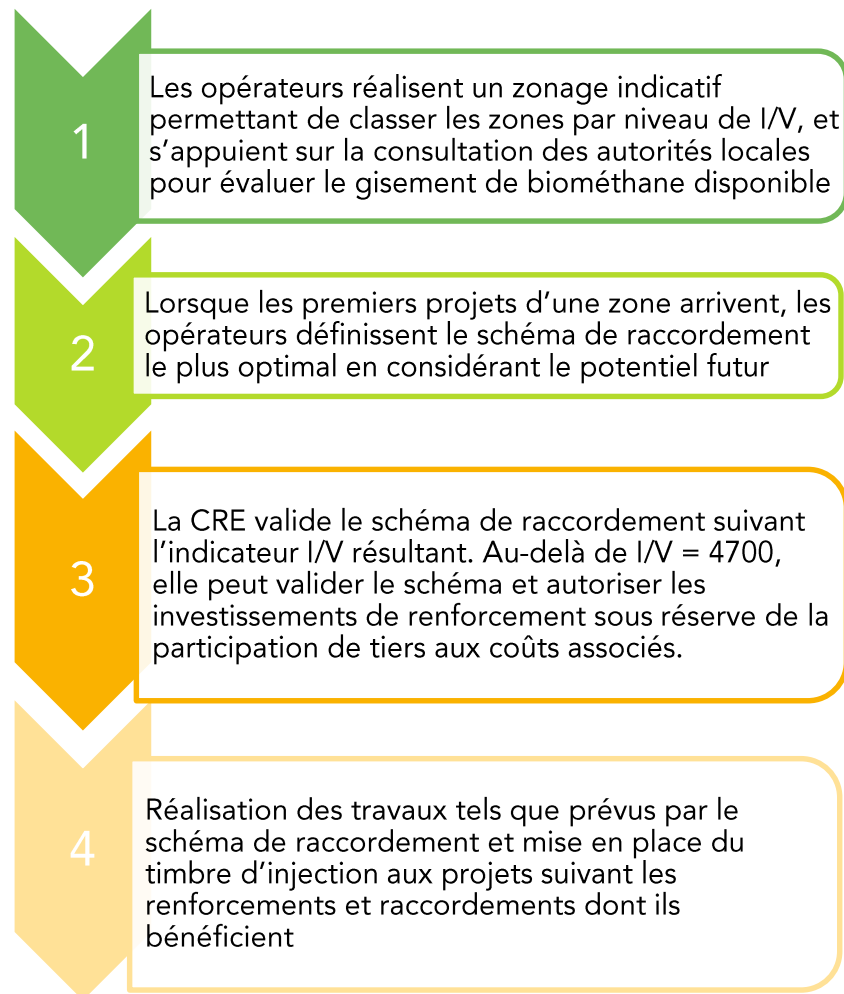 1
Les opérateurs réalisent un zonage indicatif
permettant de classer les zones par niveau de I/V, et
s'appuient sur la consultation des autorités locales
pour évaluer le gisement de biométhane disponible
2
Lorsque les premiers projets d'une zone arrivent, les
opérateurs définissent le schéma de raccordement
le plus optimal en considérant le potentiel futur
3
La CRE valide le schéma de raccordement suivant
l'indicateur I/V résultant. Au-delà de I/V = 4700,
elle peut valider le schéma et autoriser les
investissements de renforcement sous réserve de la
participation de tiers aux coûts associés.
4
Réalisation des travaux tels que prévus par le
schéma de raccordement et mise en place du
timbre d'injection aux projets suivant les
renforcements et raccordements dont ils
bénéficient